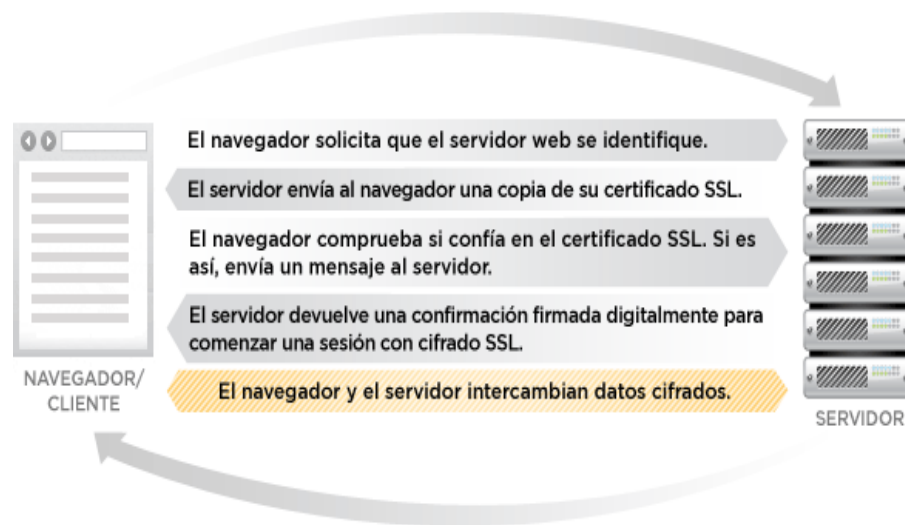 El navegador solicita que el servidor web se identifique.
El servidor envía al navegador una copia de su certificado SSL.
El navegador comprueba si confía en el certificado SSL. Si es
así, envía un mensaje al servidor.
El servidor devuelve una confirmación firmada digitalmente para
comenzar una sesión con cifrado SSL.
El navegador y el servidor intercambian datos cifrados.
NAVEGADOR/
CLIENTE
SERVIDOR